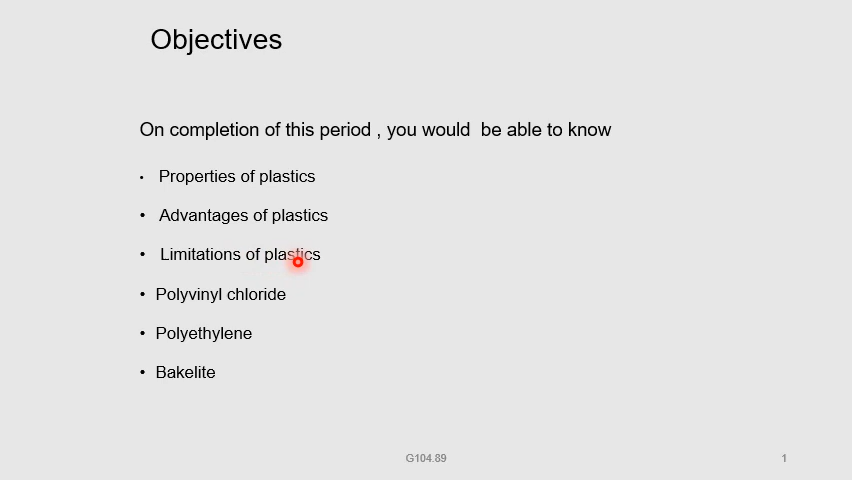 Objectives
On completion of this period , you would  be able to know
• Properties of plastics
• Advantages of plastics
• Limitations of plastics
• Polyvinyl chloride
• Polyethylene
• Bakelite
G104.89
1